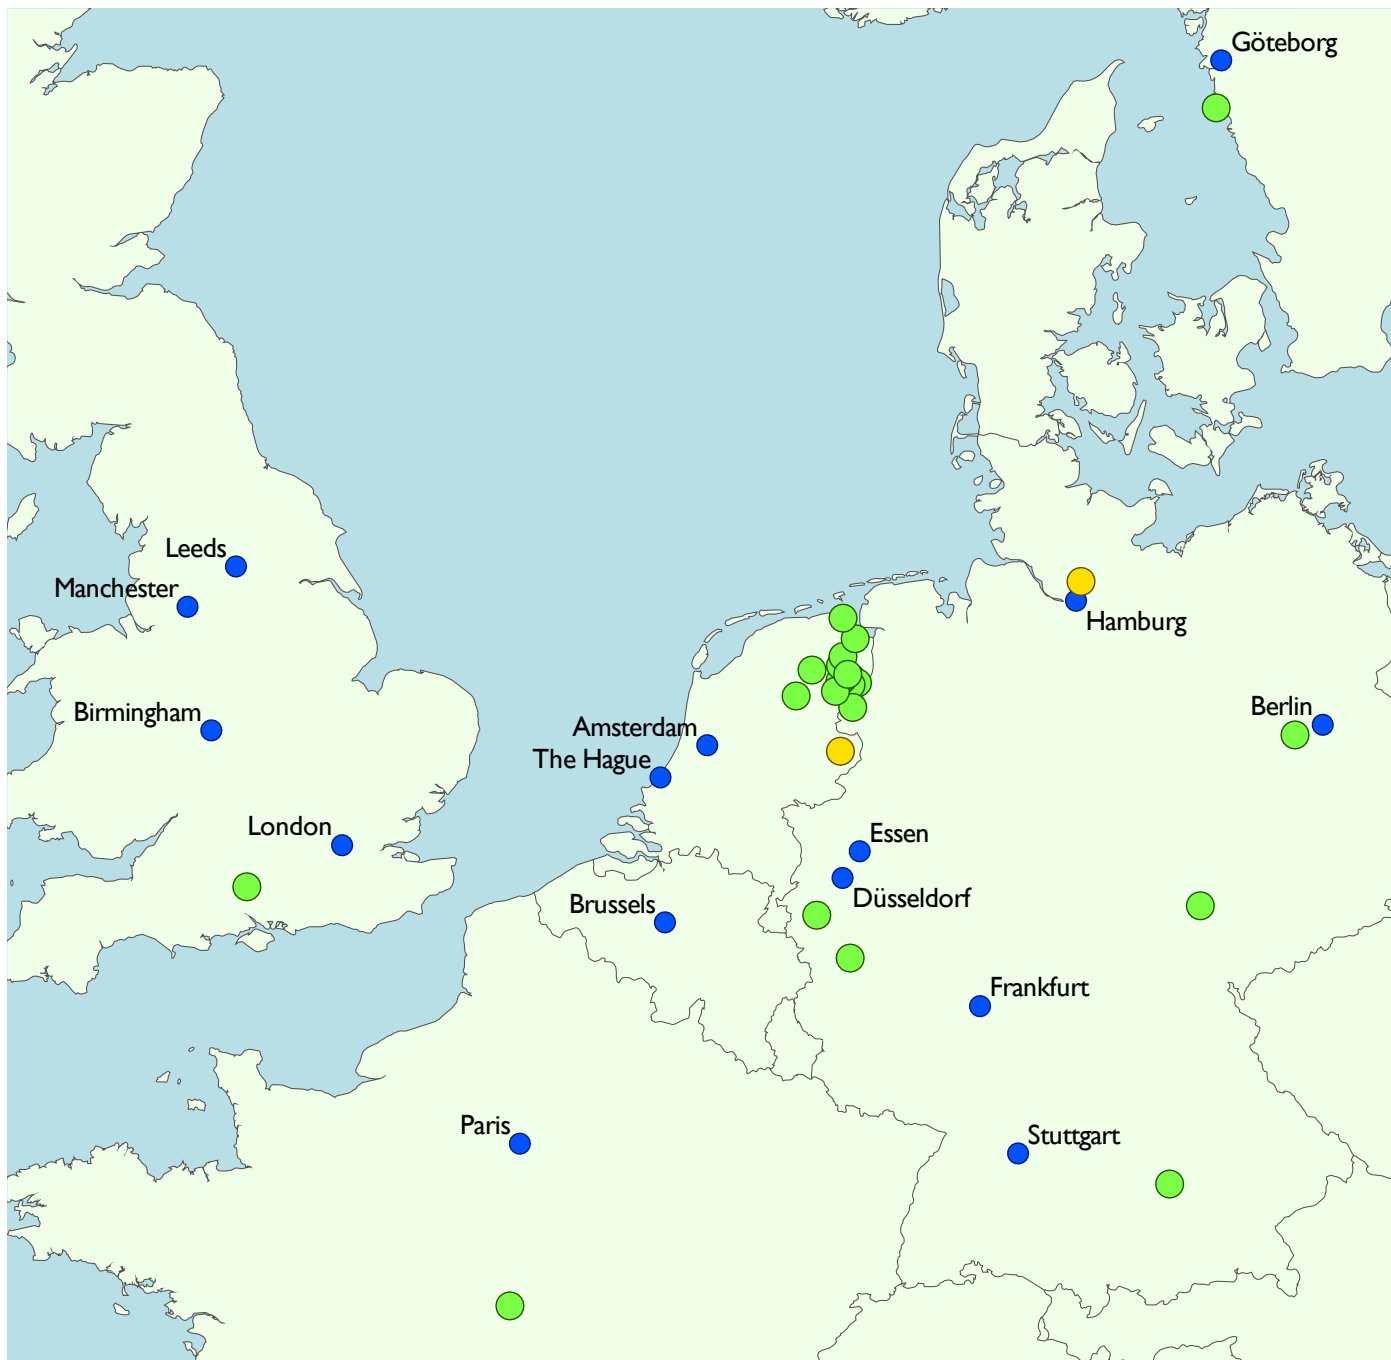 Göteborg
Leeds
Manchester
Hamburg
Birmingham
Berlin
Amsterdam
The Hague
London
Essen
Düsseldorf
Brussels
Frankfurt
Paris
Stuttgart